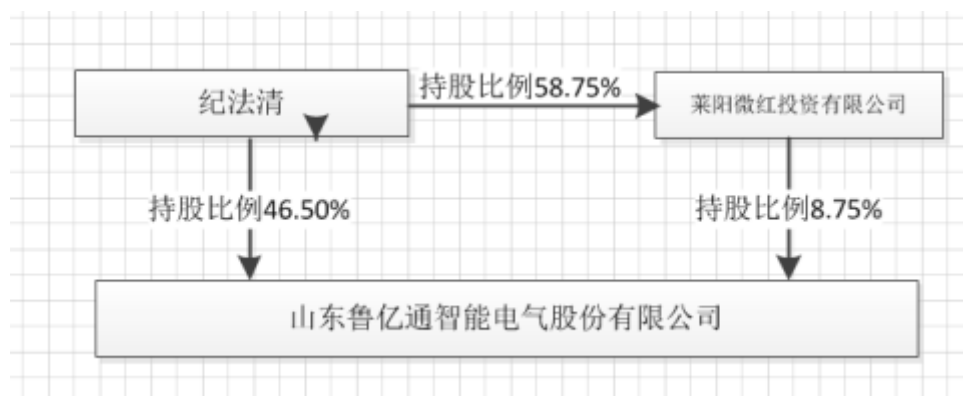 纪法清
持股比例58.75%
莱阳微红投资有限公司
持股比例46.50%
持股比例8.75%
山东鲁亿通智能电气股份有限公司